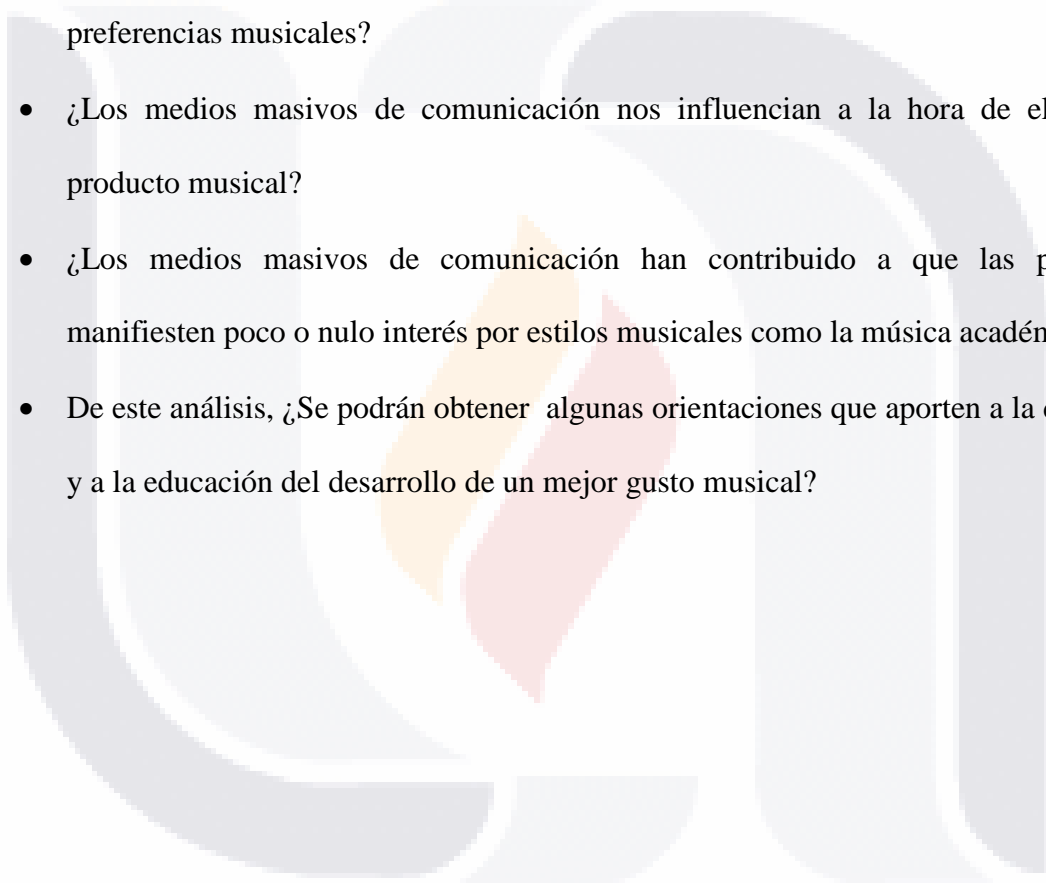 preferencias musicales?
• ¿Los medios masivos de comunicación nos influencian a la hora de
producto musical?
• ¿Los medios masivos de comunicación han contribuido a que las
manifiesten poco o nulo interés por estilos musicales como la música
• De este análisis, ¿Se podrán obtener algunas orientaciones que aporten a la
y a la educación del desarrollo de un mejor gusto musical?